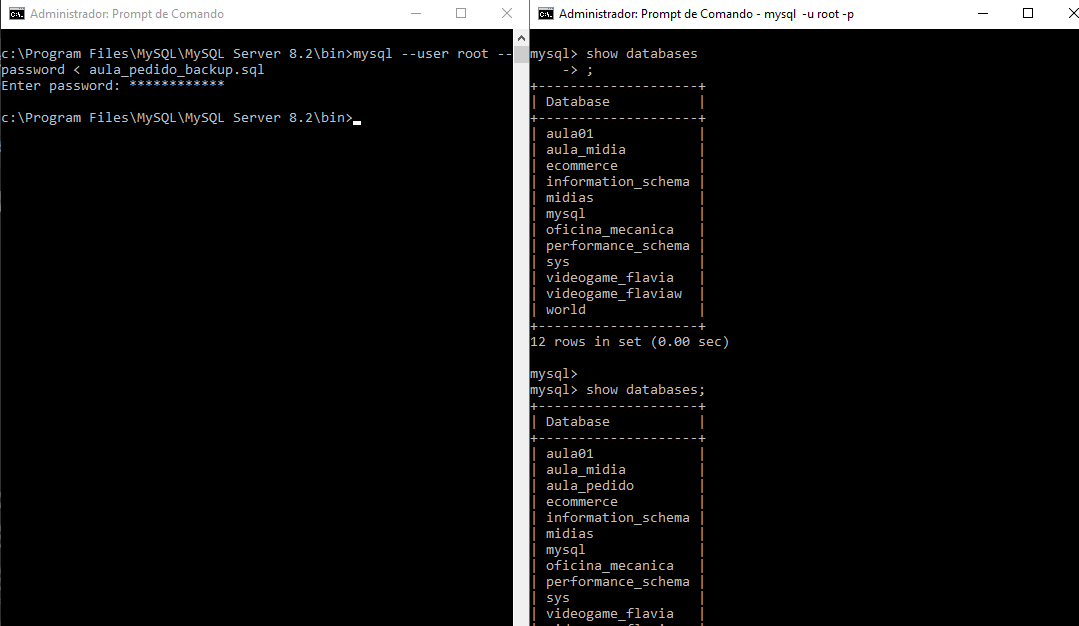 Administrador: Prompt de Comando
c:\Program Files\MySQL\MySQL Server 8.2\bin>mysql --user root --
password < aula_pedido_backup.sql
Enter password: ************
c:\Program Files\MySQL\MySQL Server 8.2\bin>
Administrador: Prompt de Comando - mysql -u root -p
mysql> show databases
    -> ;
+--------------------+
| Database           |
+--------------------+
| aula01             |
| aula_midia         |
| ecommerce          |
| information_schema |
| midias             |
| mysql              |
| oficina_mecanica   |
| performance_schema |
| sys                |
| videogame_flavia   |
| videogame_flaviaw  |
| world              |
+--------------------+
12 rows in set (0.00 sec)
mysql>
mysql> show databases;
+--------------------+
| Database           |
+--------------------+
| aula01             |
| aula_midia         |
| aula_pedido        |
| ecommerce          |
| information_schema |
| midias             |
| mysql              |
| oficina_mecanica   |
| performance_schema |
| sys                |
| videogame_flavia   |